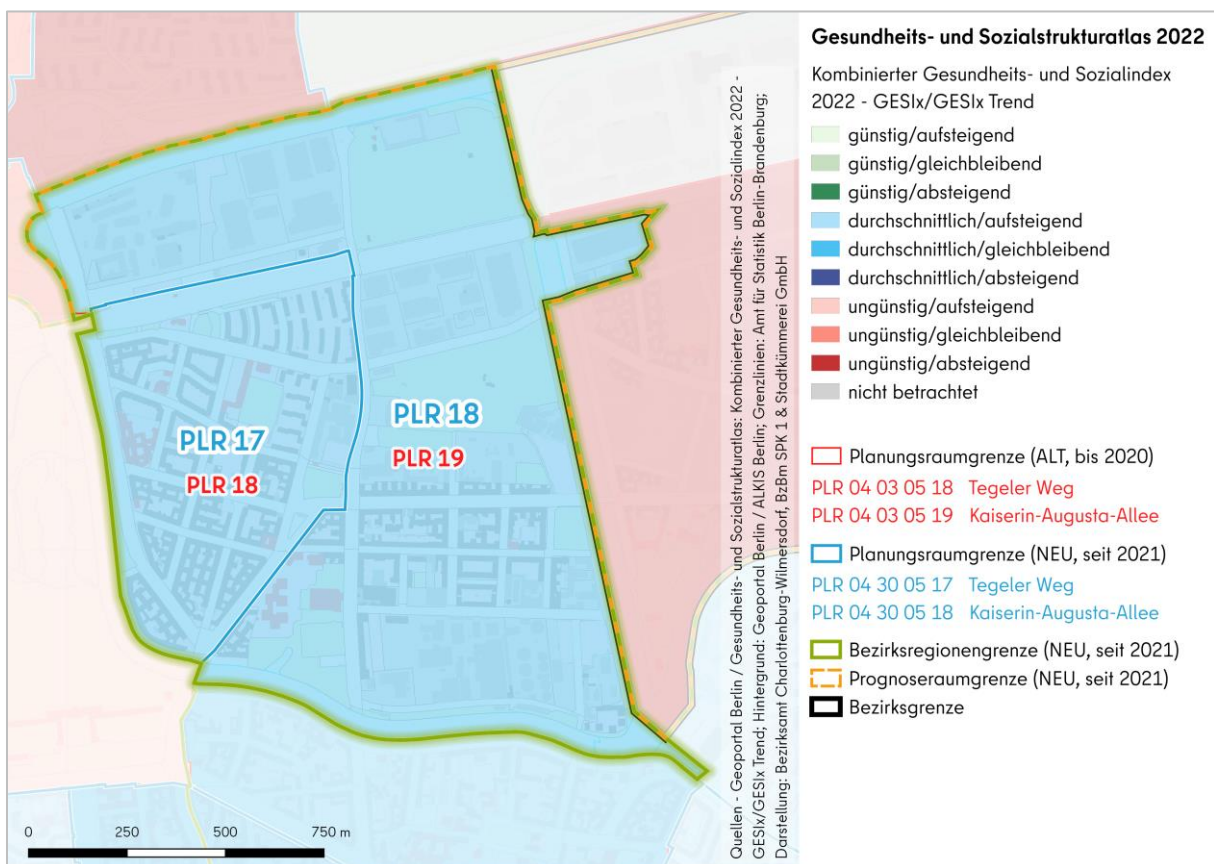 Gesundheits- und Sozialstrukturatlas 2022
Kombinierter Gesundheits- und Sozialindex
2022 - GESIx/GESIx Trend
günstig/aufsteigend
günstig/gleichbleibend
günstig/absteigend
durchschnittlich/aufsteigend
durchschnittlich/gleichbleibend
durchschnittlich/absteigend
ungünstig/aufsteigend
ungünstig/gleichbleibend
ungünstig/absteigend
nicht betrachtet
Planungsraumgrenze (ALT, bis 2020)
PLR 04 03 05 18 Tegeler Weg
PLR 04 03 05 19 Kaiserin-Augusta-Allee
Planungsraumgrenze (NEU, seit 2021)
PLR 04 30 05 17 Tegeler Weg
PLR 04 30 05 18 Kaiserin-Augusta-Allee
Bezirksregionengrenze (NEU, seit 2021)
Prognoseraumgrenze (NEU, seit 2021)
Bezirksgrenze
PLR 17
PLR 18
PLR 18
PLR 19
Quellen - Geoportal Berlin / Gesundheits- und Sozialstrukturatlas: Kombinierter Gesundheits- und Sozialindex 2022 -
GESIx/GESIx Trend; Hintergrund: Geoportal Berlin / ALKIS Berlin; Grenzlinien: Amt für Statistik Berlin-Brandenburg;
Darstellung: Bezirksamt Charlottenburg-Wilmersdorf, BzBm SPK 1 & Stadtkümmerei GmbH
0 250 500 750 m